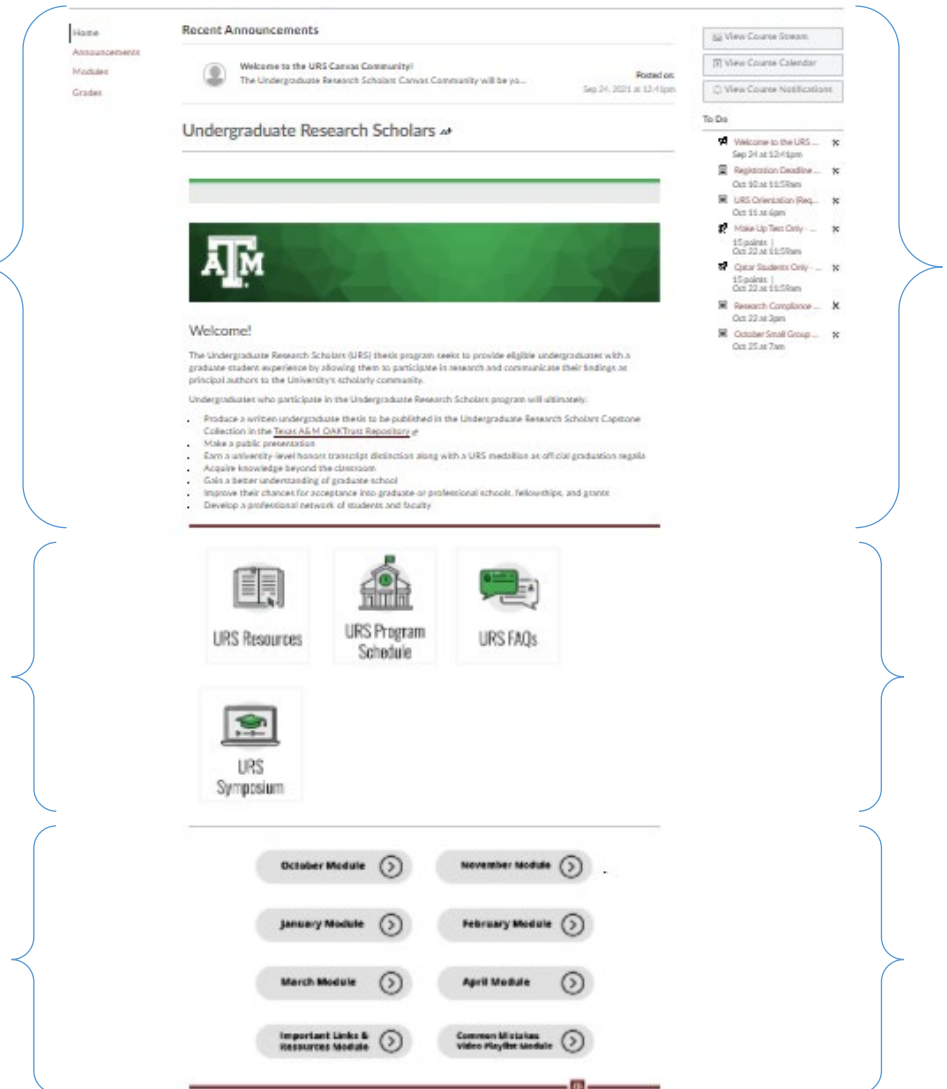 Home
Announcements
Modules
Grades
Recent Announcements
Welcome to the URS Canvas Community!
The Undergraduate Research Scholars Canvas Community will be yo...
Posted on:
Sep 24, 2021 at 12:41pm
Undergraduate Research Scholars
ATM
Welcome!
The Undergraduate Research Scholars (URS) thesis program seeks to provide eligible undergraduates with a
graduate student experience by allowing them to participate in research and communicate their findings as
principal authors to the University's scholarly community.
Undergraduates who participate in the Undergraduate Research Scholars program will ultimately:
• Produce a written undergraduate thesis to be published in the Undergraduate Research Scholars Capstone
Collection in the Texas A&M OAKTrust Repository
• Make a public presentation
• Earn a university-level honors transcript distinction along with a URS medallion as official graduation regalia
• Acquire knowledge beyond the classroom
• Gain a better understanding of graduate school
• Improve their chances for acceptance into graduate or professional schools, fellowships, and grants
• Develop a professional network of students and faculty
View Course Stream
View Course Calendar
View Course Notifications
To Do
Welcome to the URS ...
Sep 24 at 12:41pm
Registration Deadline ...
Oct 10 at 11:59am
URS Orientation (Req...
Oct 11 at 6pm
Make Up Test Only - ...
15 points |
Oct 22 at 11:59am
Qatar Students Only - ...
15 points |
Oct 22 at 11:59am
Research Compliance ...
Oct 22 at 3pm
October Small Group ...
Oct 25 at 7am
URS Resources
URS Program
Schedule
URS FAQs
URS
Symposium
October Module
November Module
January Module
February Module
March Module
April Module
Important Links &
Resources Module
Common Mistakes
Video Playlist Module